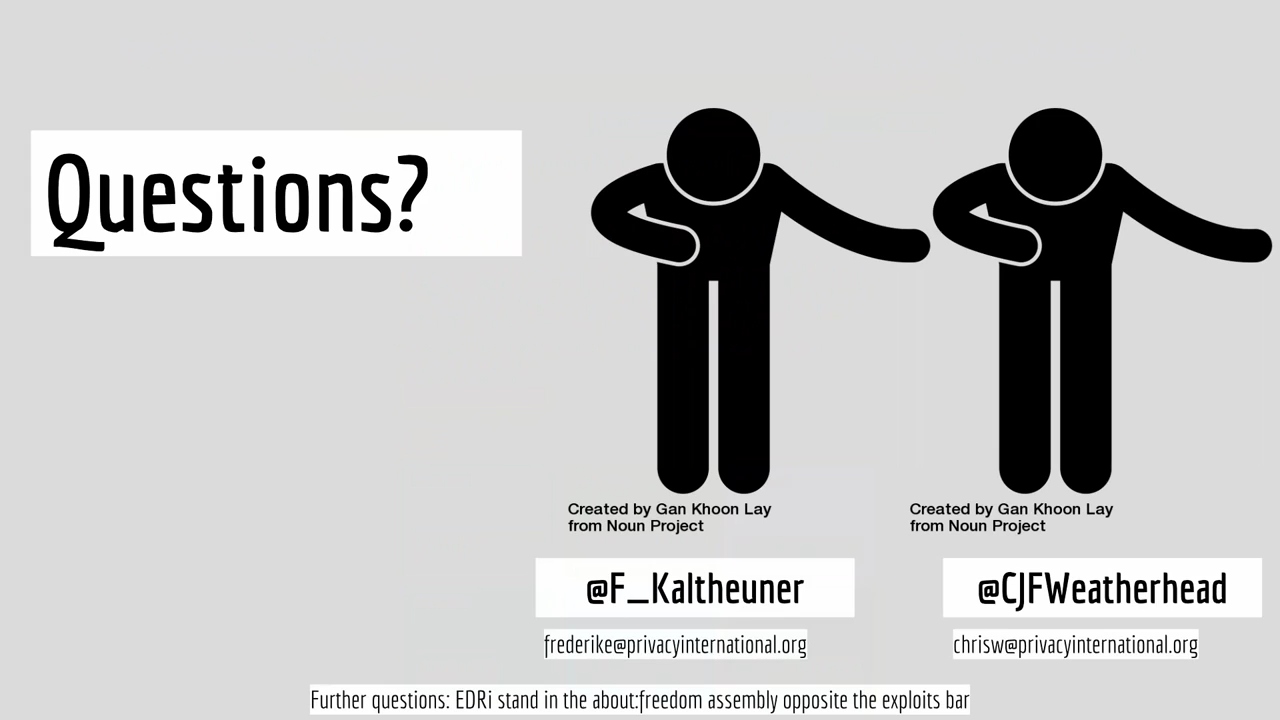 Questions?
Created by Gan Khoon Lay
from Noun Project
Created by Gan Khoon Lay
from Noun Project
@F_Kaltheuner
@CJFWeatherhead
frederike@privacyinternational.org
chrisw@privacyinternational.org
Further questions: EDRi stand in the about:freedom assembly opposite the exploits bar